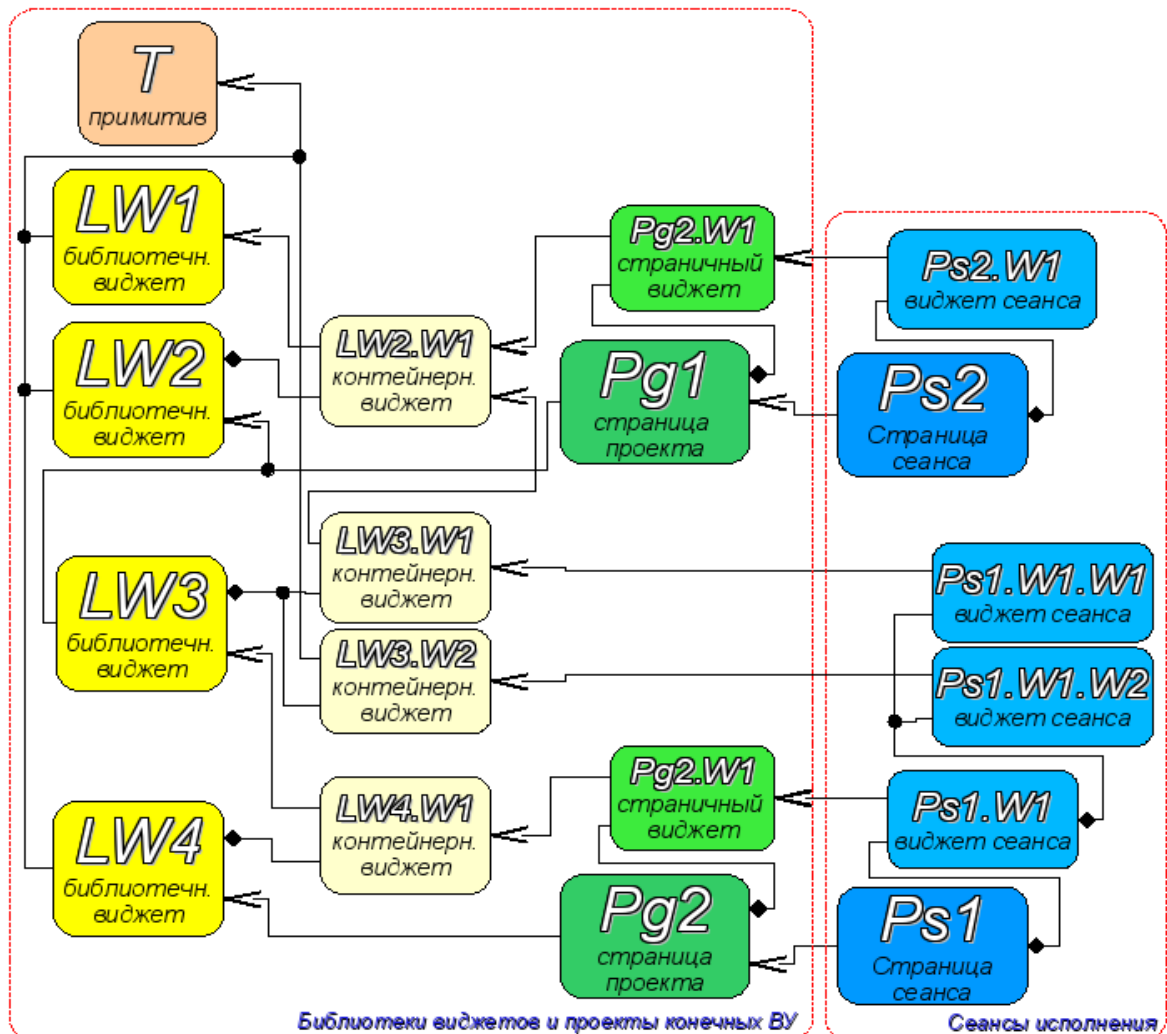 T
примитив
LW1
библиотечн.
виджет
LW2
библиотечн.
виджет
LW3
библиотечн.
виджет
LW4
библиотечн.
виджет
LW2.W1
контейнерн.
виджет
LW3.W1
контейнерн.
виджет
LW3.W2
контейнерн.
виджет
LW4.W1
контейнерн.
виджет
Pg2.W1
страничный
виджет
Pg1
страница
проекта
Pg2.W1
страничный
виджет
Pg2
страница
проекта
Библиотеки виджетов и проекты конечных ВУ
Ps2.W1
виджет сеанса
Ps2
Страница
сеанса
Ps1.W1.W1
виджет сеанса
Ps1.W1.W2
виджет сеанса
Ps1.W1
виджет сеанса
Ps1
Страница
сеанса
Сеансы исполнения